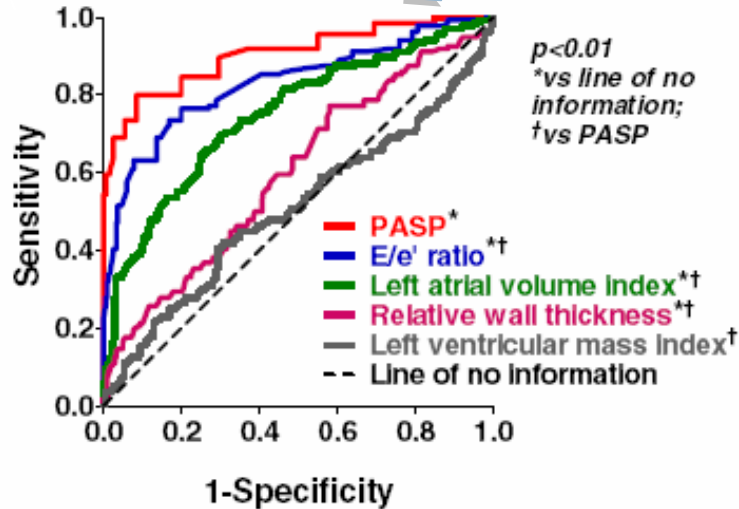 1.0
0.8
0.6
0.4
0.2
0.0
Sensitivity
p<0.01
*vs line of no
information;
†vs PASP
PASP*
E/e' ratio*†
Left atrial volume index*†
Relative wall thickness*†
Left ventricular mass index†
Line of no information
0.0 0.2 0.4 0.6 0.8 1.0
1-Specificity